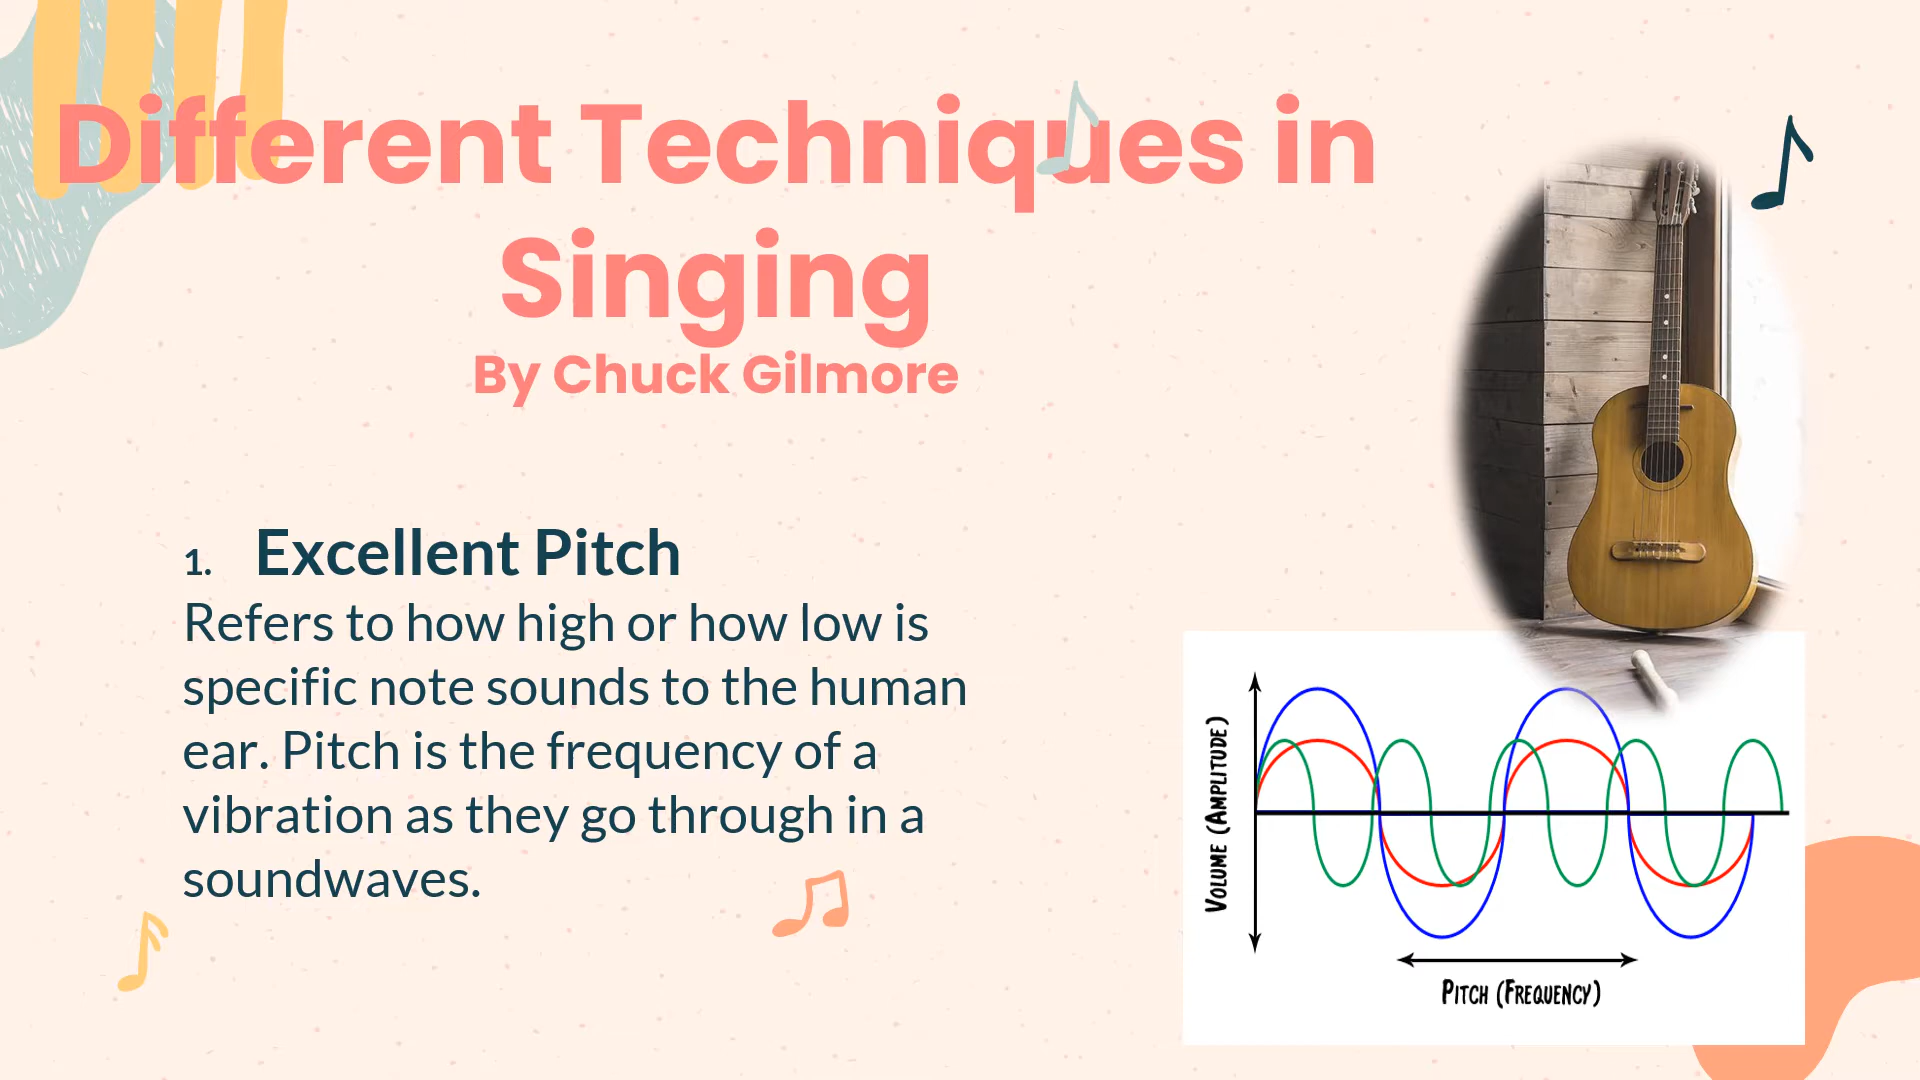 Different Techniques in
Singing
By Chuck Gilmore
1. Excellent Pitch
Refers to how high or how low is
specific note sounds to the human
ear. Pitch is the frequency of a
vibration as they go through in a
soundwaves.
VOLUME (AMPLITUDE)
PITCH (FREQUENCY)